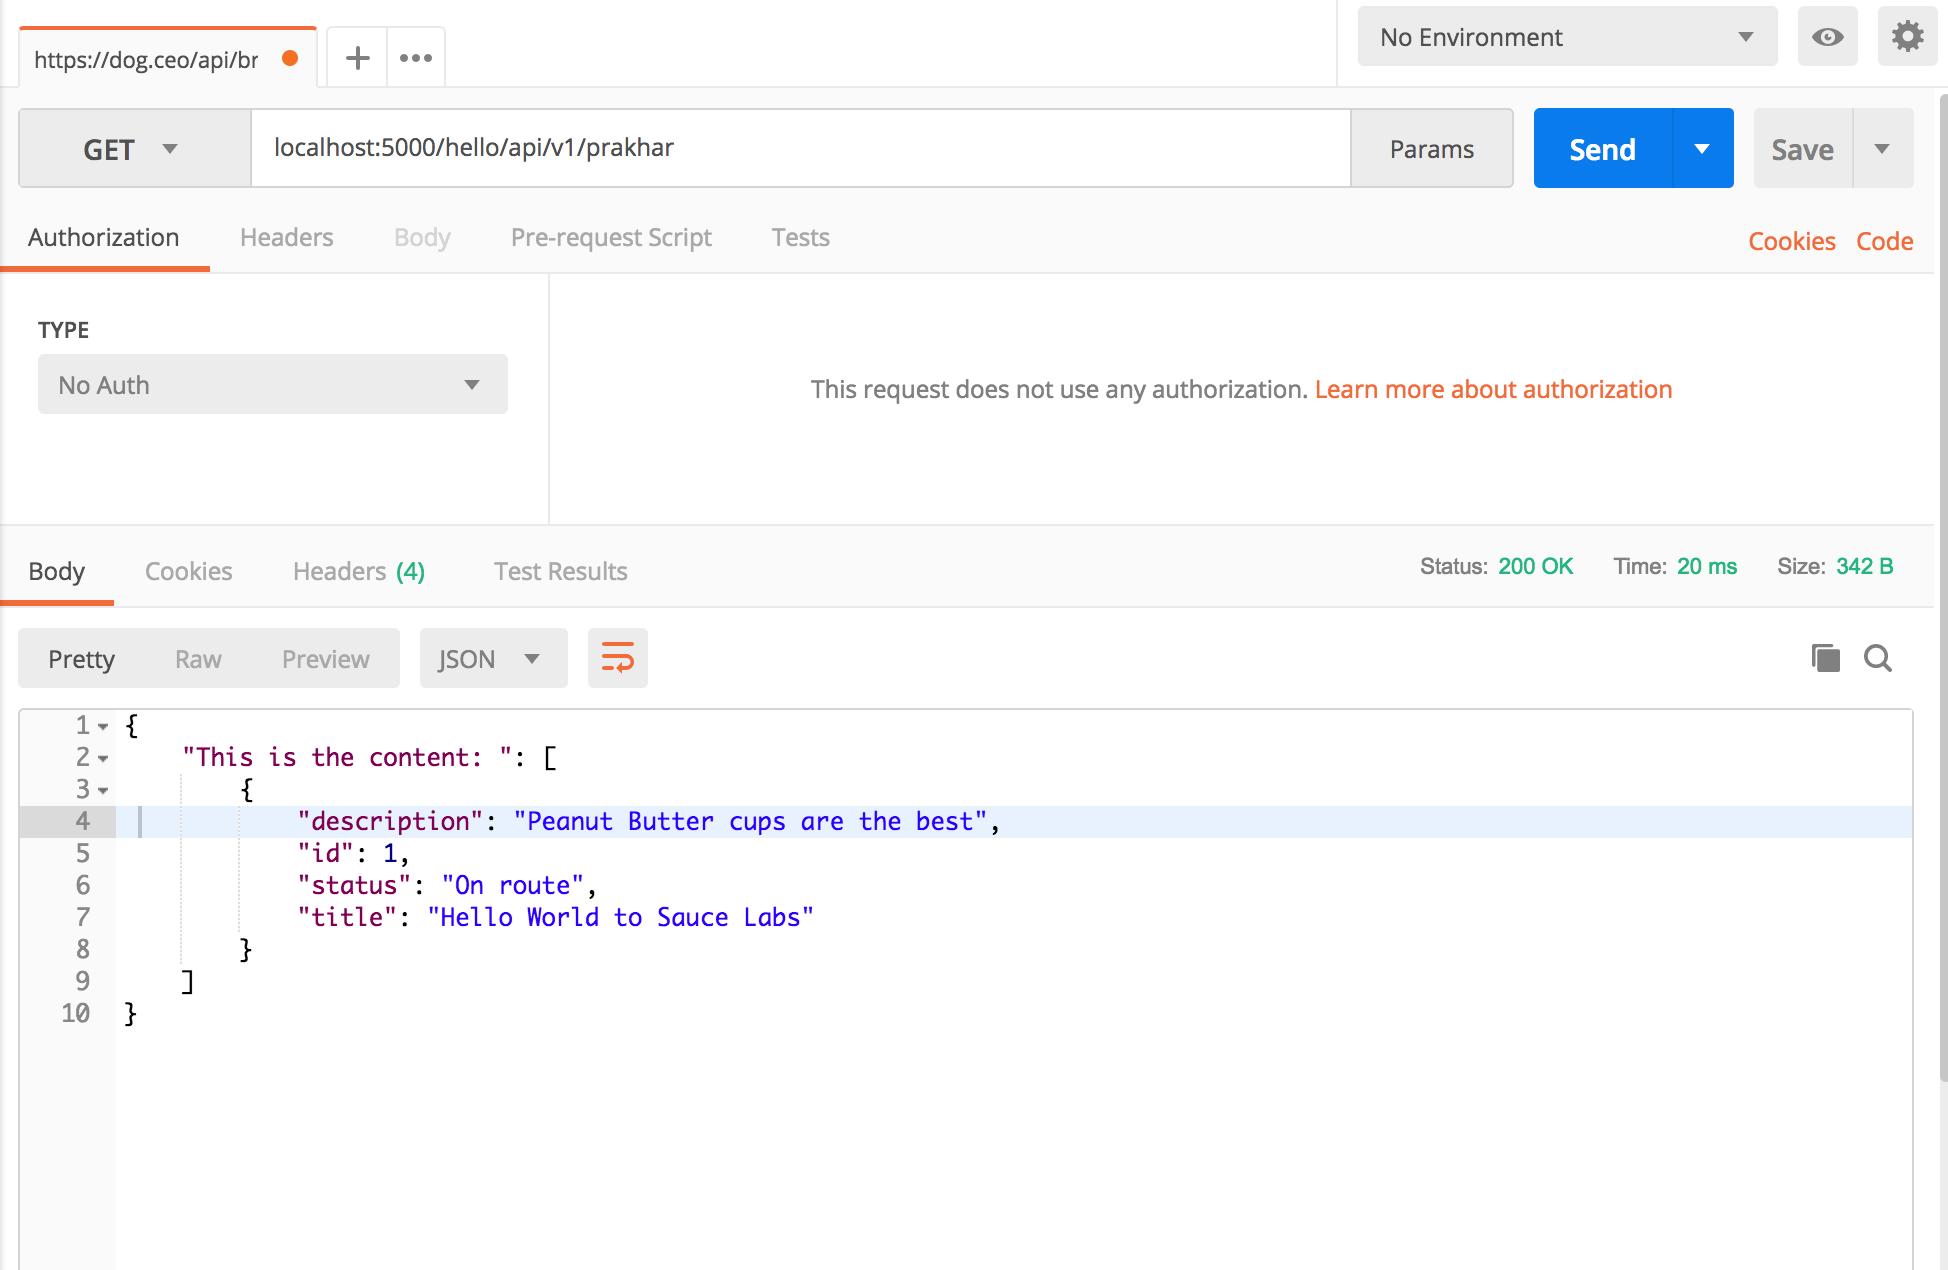 https://dog.ceo/api/br
No Environment
GET localhost:5000/hello/api/v1/prakhar Params Send Save
Authorization Headers Body Pre-request Script Tests Cookies Code
TYPE
No Auth
This request does not use any authorization. Learn more about authorization
Body Cookies Headers (4) Test Results Status: 200 OK Time: 20 ms Size: 342 B
Pretty Raw Preview JSON
1 {
2 "This is the content: ": [
3 {
4 "description": "Peanut Butter cups are the best",
5 "id": 1,
6 "status": "On route",
7 "title": "Hello World to Sauce Labs"
8 }
9 ]
10 }